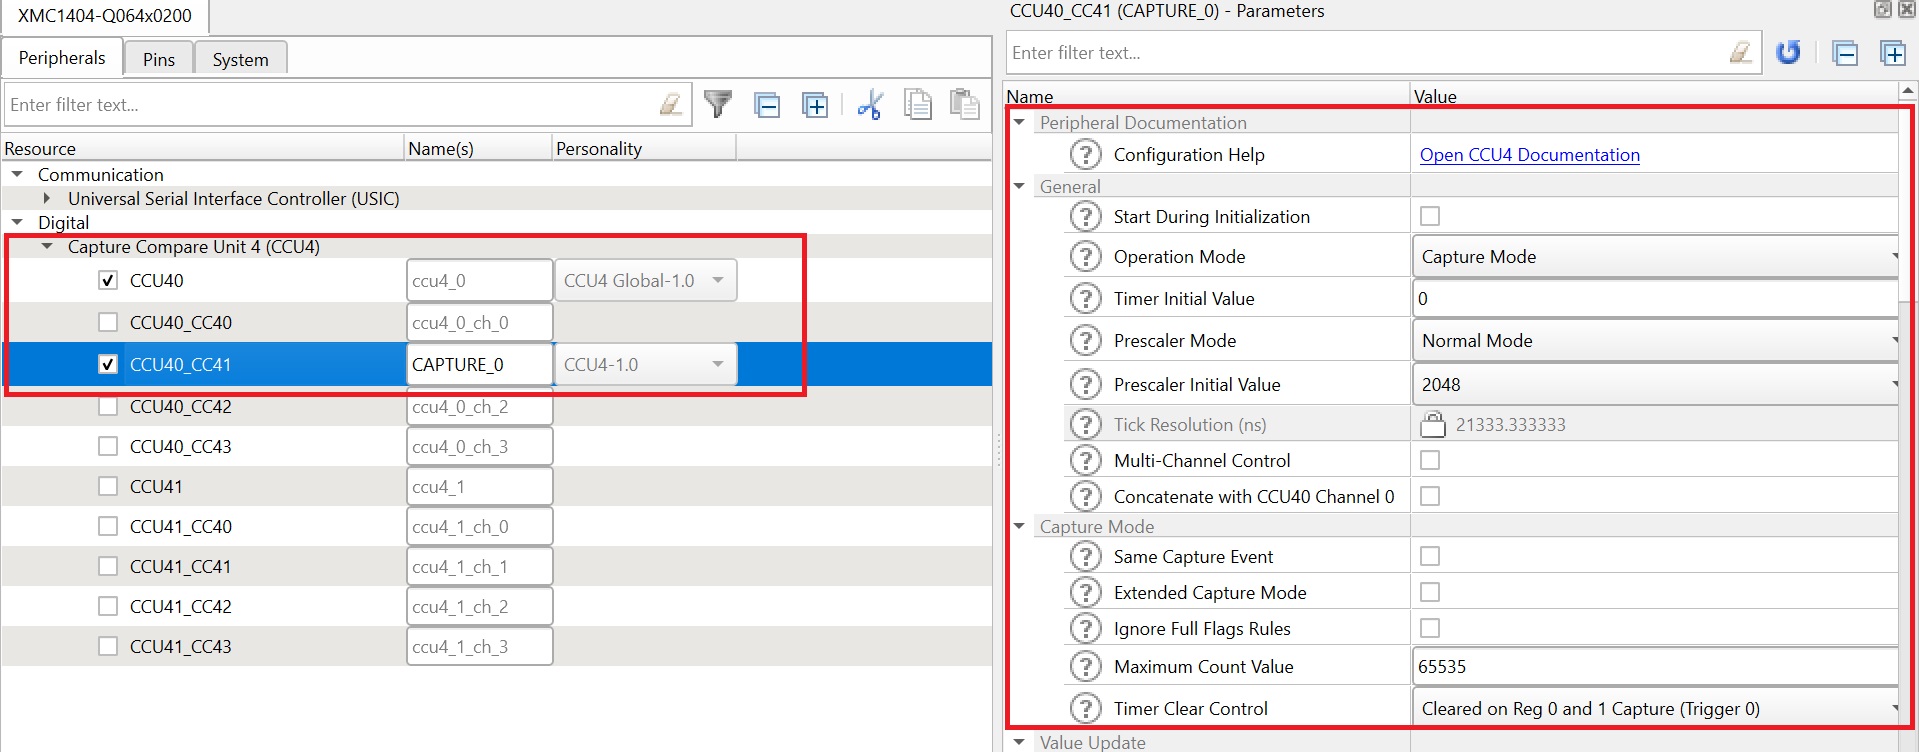 XMC1404-Q064x0200
Peripherals
Pins
System
Enter filter text...
Resource
Name(s)
Personality
Communication
Universal Serial Interface Controller (USIC)
Digital
Capture Compare Unit 4 (CCU4)
CCU40
ccu4_0
CCU4 Global-1.0
CCU40_CC40
ccu4_0_ch_0
CCU40_CC41
CAPTURE_0
CCU4-1.0
CCU40_CC42
ccu4_0_ch_2
CCU40_CC43
ccu4_0_ch_3
CCU41
ccu4_1
CCU41_CC40
ccu4_1_ch_0
CCU41_CC41
ccu4_1_ch_1
CCU41_CC42
ccu4_1_ch_2
CCU41_CC43
ccu4_1_ch_3
CCU40_CC41 (CAPTURE_0) - Parameters
Enter filter text...
Name
Value
Peripheral Documentation
? Configuration Help
Open CCU4 Documentation
General
? Start During Initialization
? Operation Mode
Capture Mode
? Timer Initial Value
0
? Prescaler Mode
Normal Mode
? Prescaler Initial Value
2048
? Tick Resolution (ns)
21333.333333
? Multi-Channel Control
? Concatenate with CCU40 Channel 0
Capture Mode
? Same Capture Event
? Extended Capture Mode
? Ignore Full Flags Rules
? Maximum Count Value
65535
? Timer Clear Control
Cleared on Reg 0 and 1 Capture (Trigger 0)
Value Update